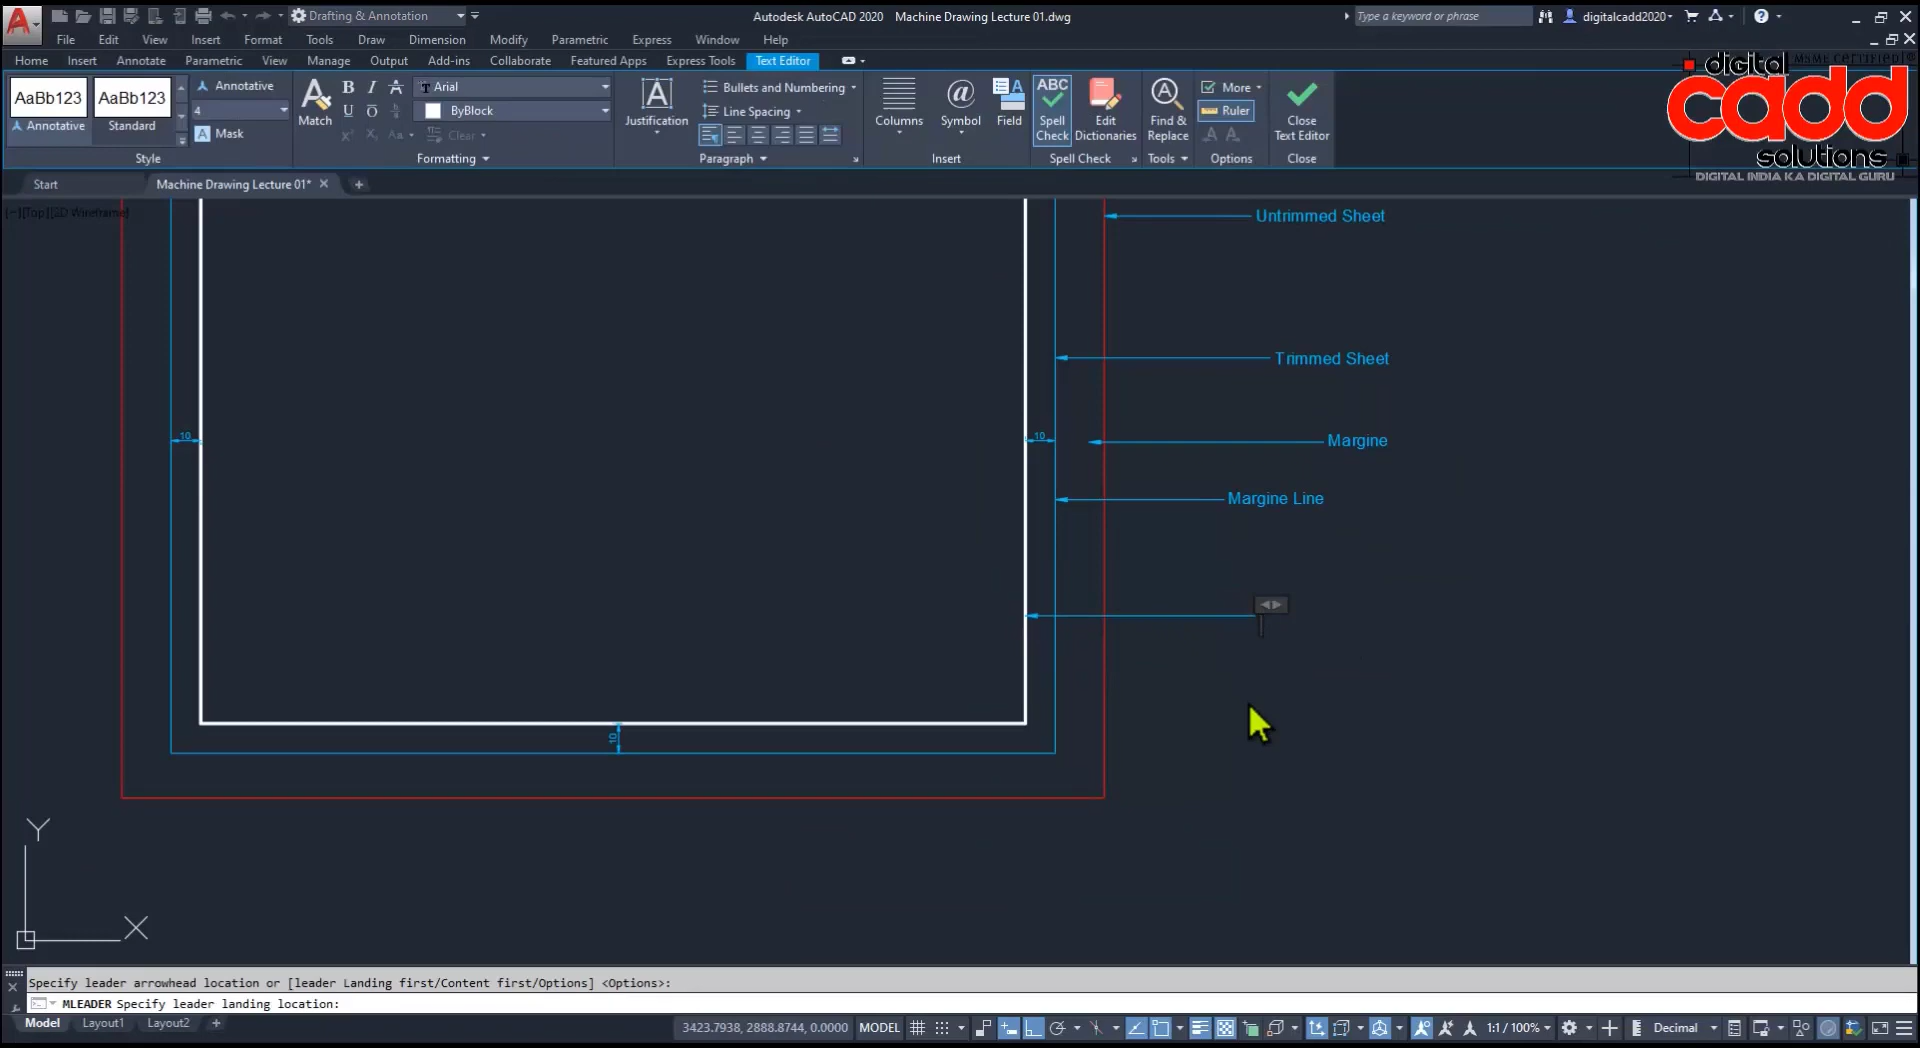 Drafting & Annotation
Autodesk AutoCAD 2020 Machine Drawing Lecture 01.dwg
Type a keyword or phrase
digitalcadd2020
File Edit View Insert Format Tools Draw Dimension Modify Parametric Express Window Help
Home Insert Annotate Parametric View Manage Output Add-ins Collaborate Featured Apps Express Tools Text Editor
digital
MSME Certified
cadd
solutions
DIGITAL INDIA KA DIGITAL GURU
AaBb123 AaBb123
Annotative Standard
Annotative
4
Mask
Style
Match
B I A
U O
Arial
ByBlock
Aa Clear
Formatting
Justification
Bullets and Numbering
Line Spacing
Paragraph
Columns
Symbol
Field
Insert
ABC
Spell Check
Edit Dictionaries
Spell Check
Find & Replace
Tools
More
Ruler
Options
Close Text Editor
Close
Start Machine Drawing Lecture 01*
[-][Top][2D Wireframe]
Untrimmed Sheet
Trimmed Sheet
10
10
Margine
Margine Line
10
Y
X
Specify leader arrowhead location or [leader Landing first/Content first/Options] <Options>:
MLEADER Specify leader landing location:
Model Layout1 Layout2
3423.7938, 2888.8744, 0.0000 MODEL
1:1 / 100%
Decimal